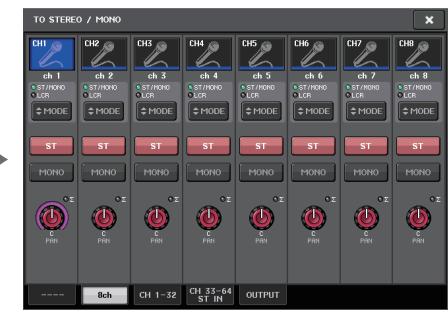 TO STEREO / MONO
CH1 CH2 CH3 CH4 CH5 CH6 CH7 CH8
ch 1 ch 2 ch 3 ch 4 ch 5 ch 6 ch 7 ch 8
ST/MONO ST/MONO ST/MONO ST/MONO ST/MONO ST/MONO ST/MONO ST/MONO
LCR LCR LCR LCR LCR LCR LCR LCR
MODE MODE MODE MODE MODE MODE MODE MODE
ST ST ST ST ST ST ST ST
MONO MONO MONO MONO MONO MONO MONO MONO
Σ Σ Σ Σ Σ Σ Σ Σ
C C C C C C C C
PAN PAN PAN PAN PAN PAN PAN PAN
---- 8ch CH 1-32 CH 33-64 ST IN OUTPUT